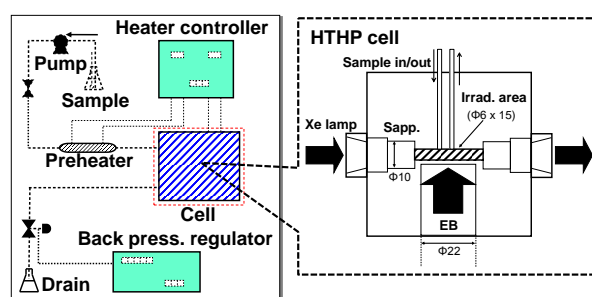 Heater controller
Pump
Sample
Preheater
Cell
Back press. regulator
Drain
HTHP cell
Sample in/out
Irrad. area
(Φ6 x 15)
Xe lamp
Sapp.
Φ10
EB
Φ22